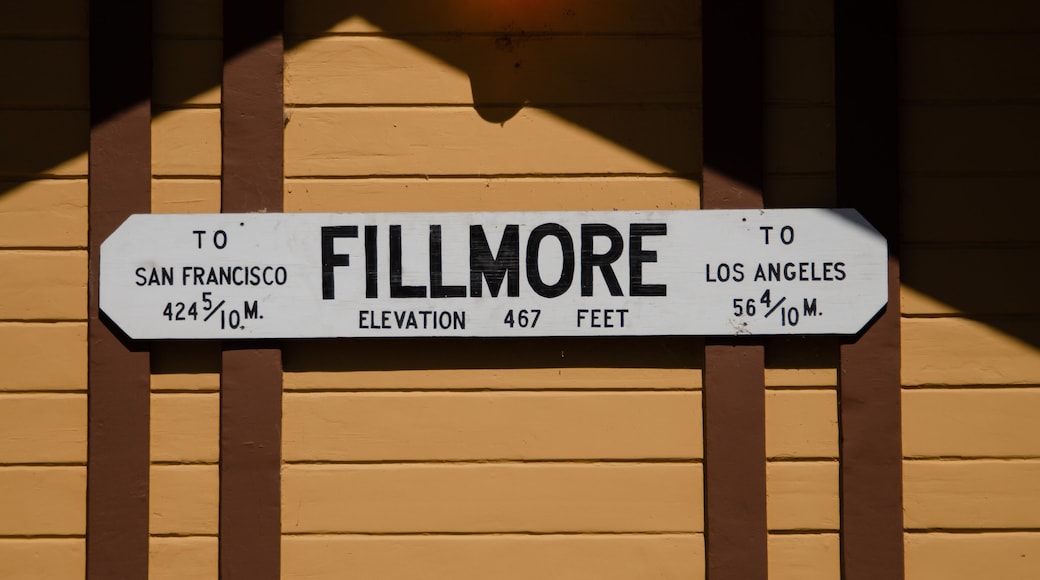 TO
SAN FRANCISCO
424 5/10 M.
FILLMORE
ELEVATION 467 FEET
TO
LOS ANGELES
56 4/10 M.